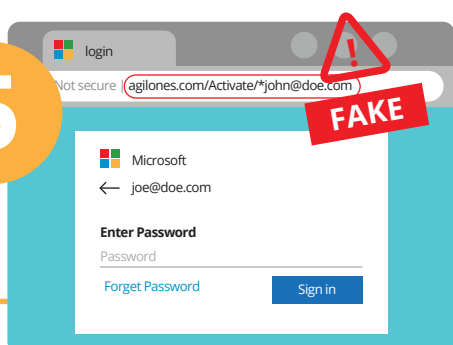 login
Not secure | agilones.com/Activate/*john@doe.com
!
FAKE
5
Microsoft
← joe@doe.com
Enter Password
Password
Forget Password
Sign in